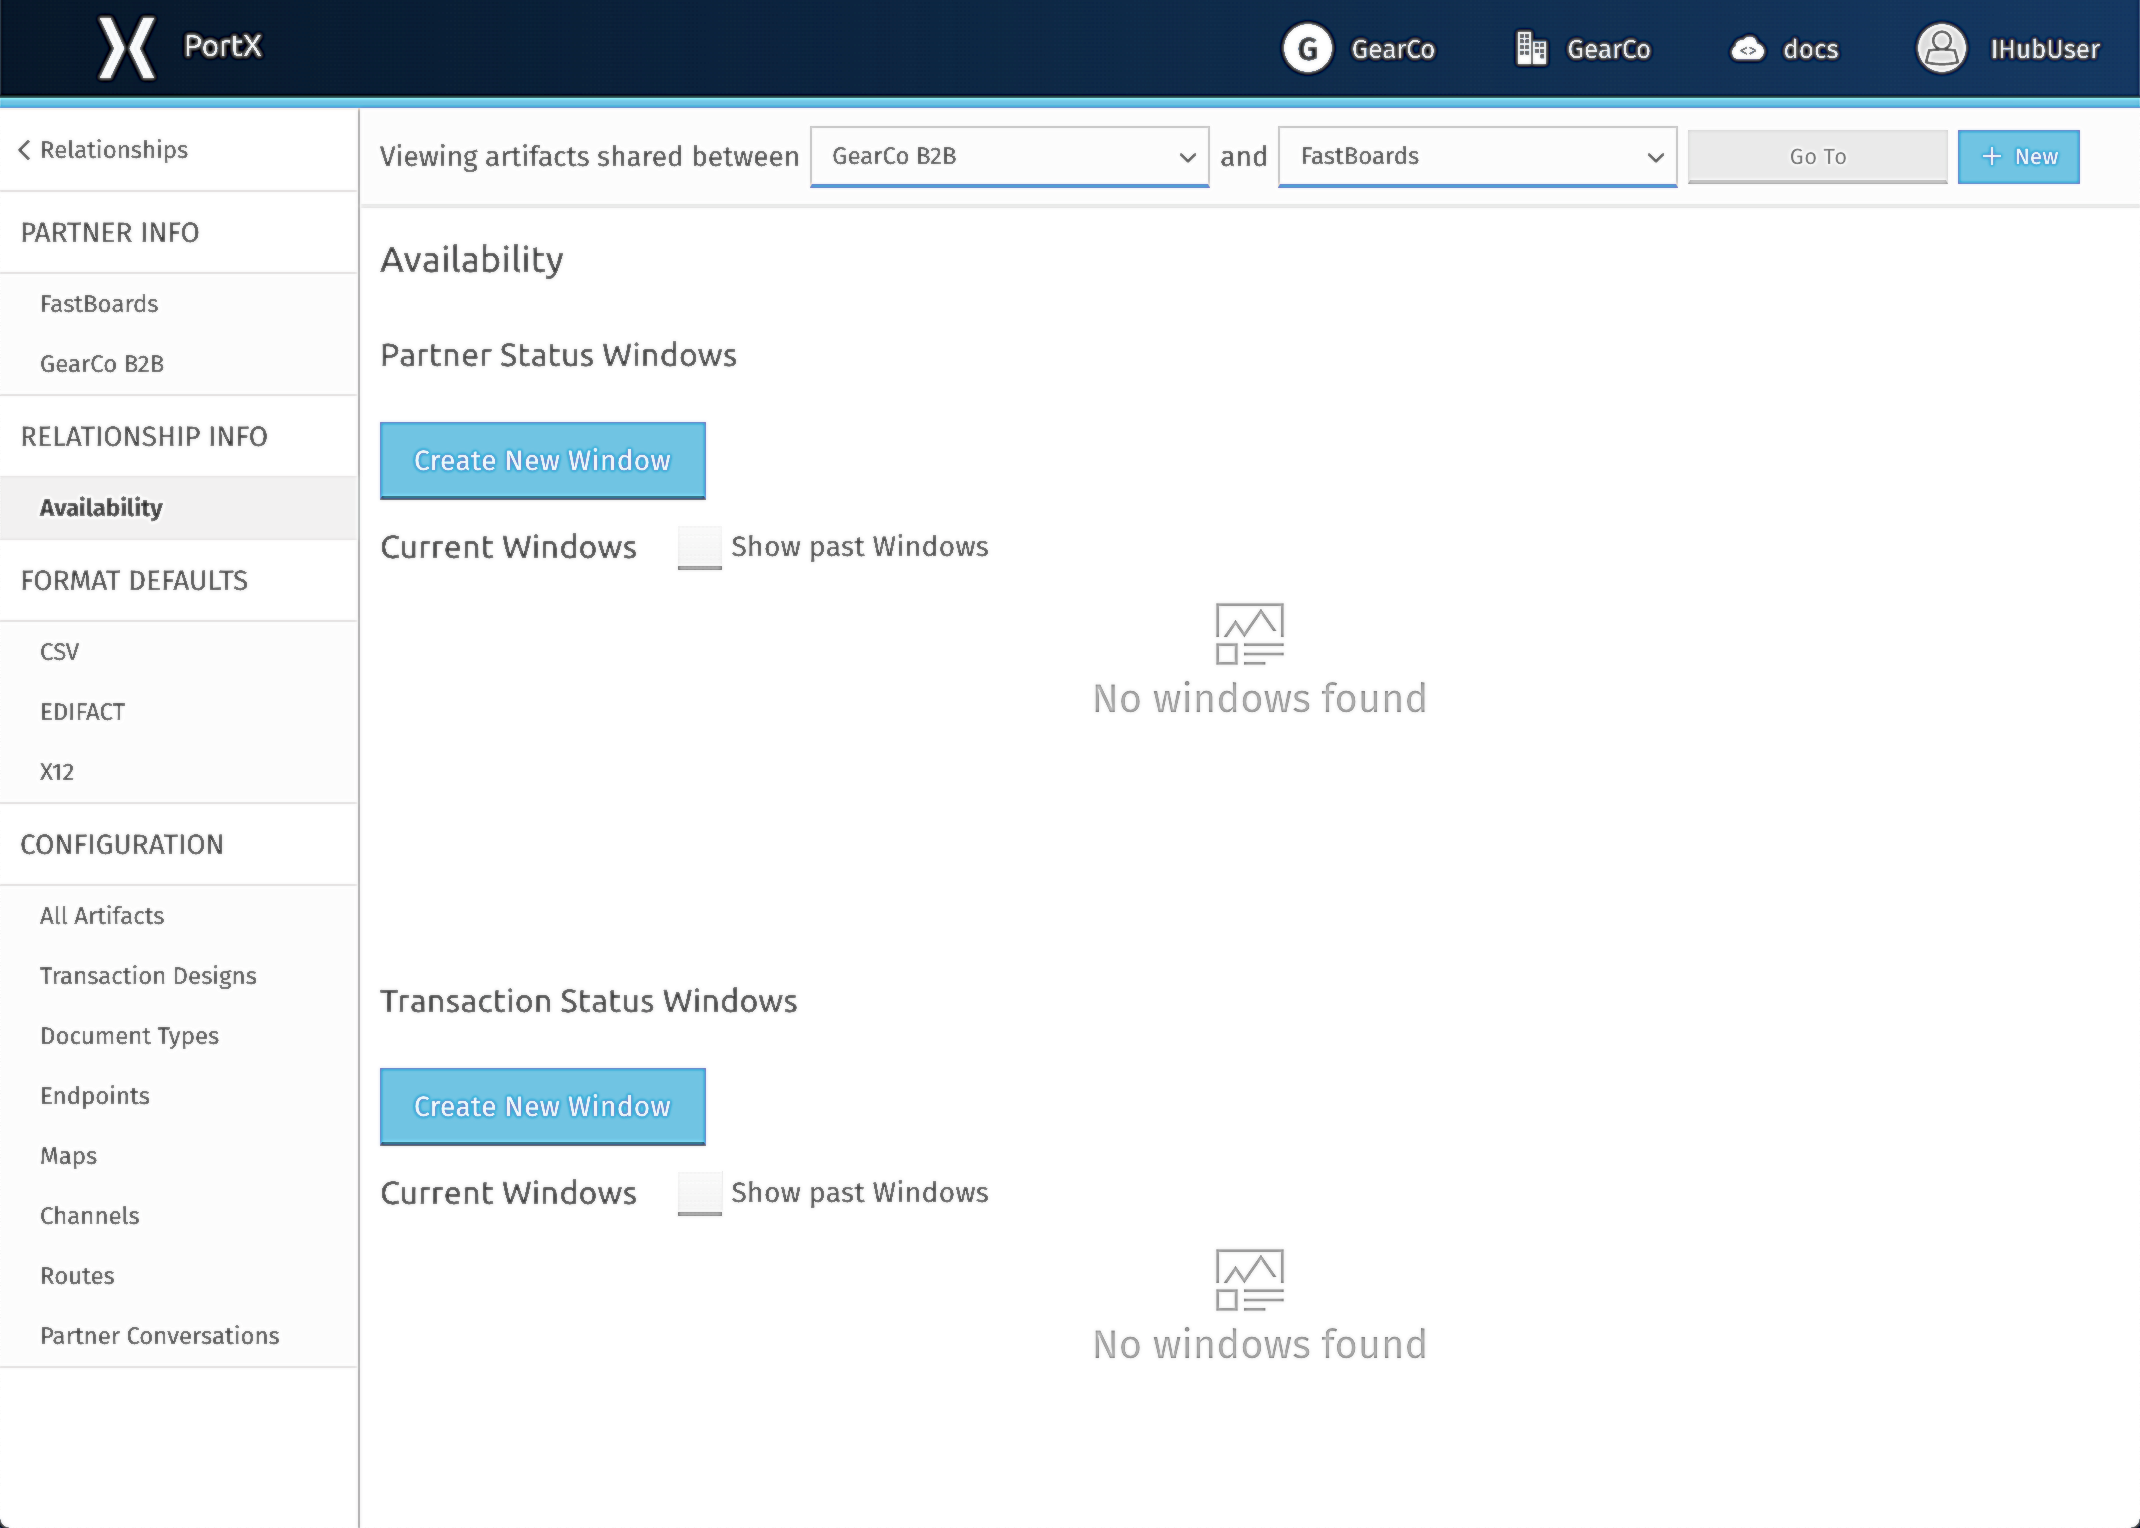 PortX
G GearCo
GearCo
docs
IHubUser
Relationships
PARTNER INFO
FastBoards
GearCo B2B
RELATIONSHIP INFO
Availability
FORMAT DEFAULTS
CSV
EDIFACT
X12
CONFIGURATION
All Artifacts
Transaction Designs
Document Types
Endpoints
Maps
Channels
Routes
Partner Conversations
Viewing artifacts shared between GearCo B2B and FastBoards Go To + New
Availability
Partner Status Windows
Create New Window
Current Windows Show past Windows
No windows found
Transaction Status Windows
Create New Window
Current Windows Show past Windows
No windows found